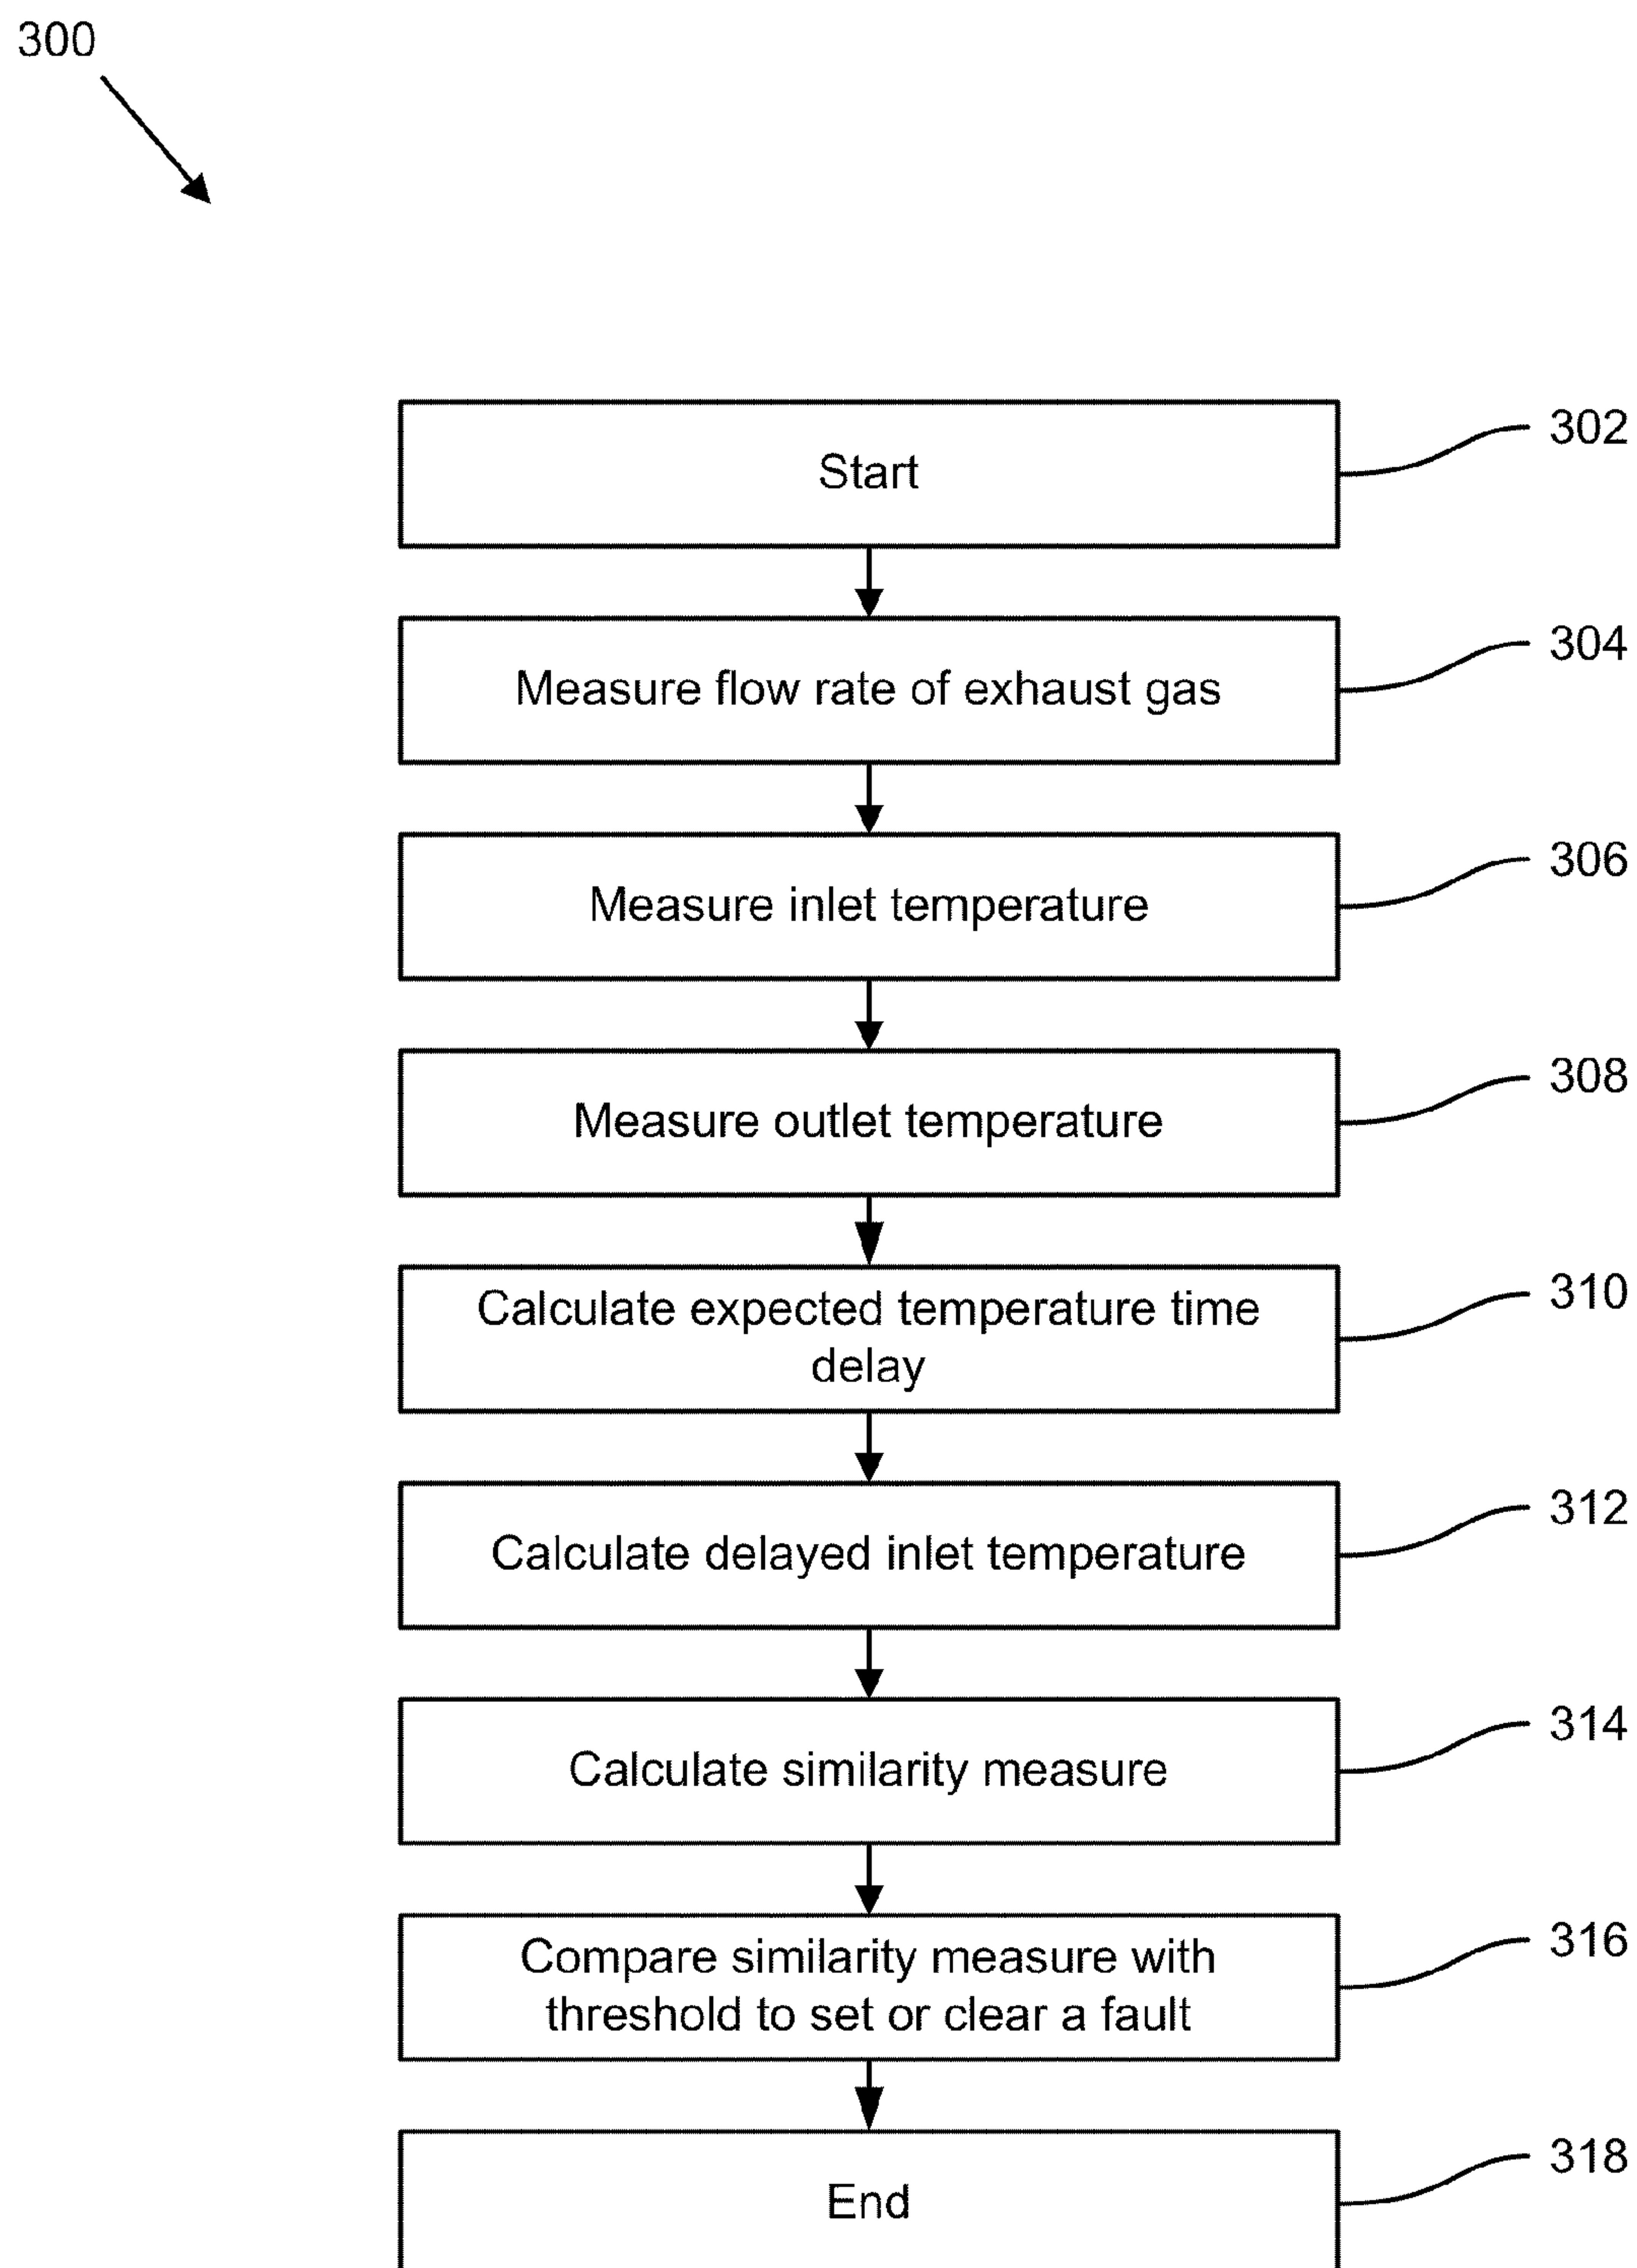 300
Start
302
Measure flow rate of exhaust gas
304
Measure inlet temperature
306
Measure outlet temperature
308
Calculate expected temperature time
delay
310
Calculate delayed inlet temperature
312
Calculate similarity measure
314
Compare similarity measure with
threshold to set or clear a fault
316
End
318